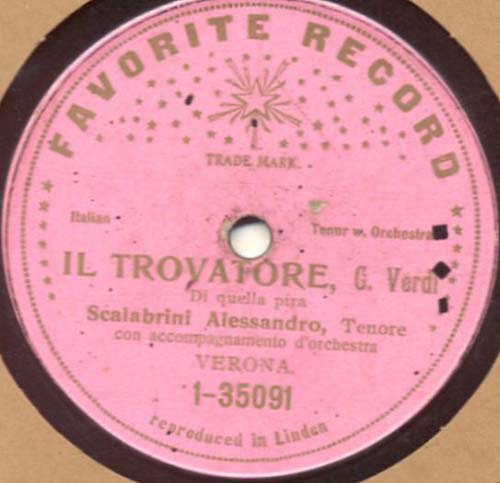 FAVORITE RECORD
TRADE MARK.
Italian
Tenor w. Orchestra
IL TROVATORE, G. Verdi
Di quella pira
Scalabrini Alessandro, Tenore
con accompagnamento d'orchestra
VERONA.
1-35091
reproduced in Linden